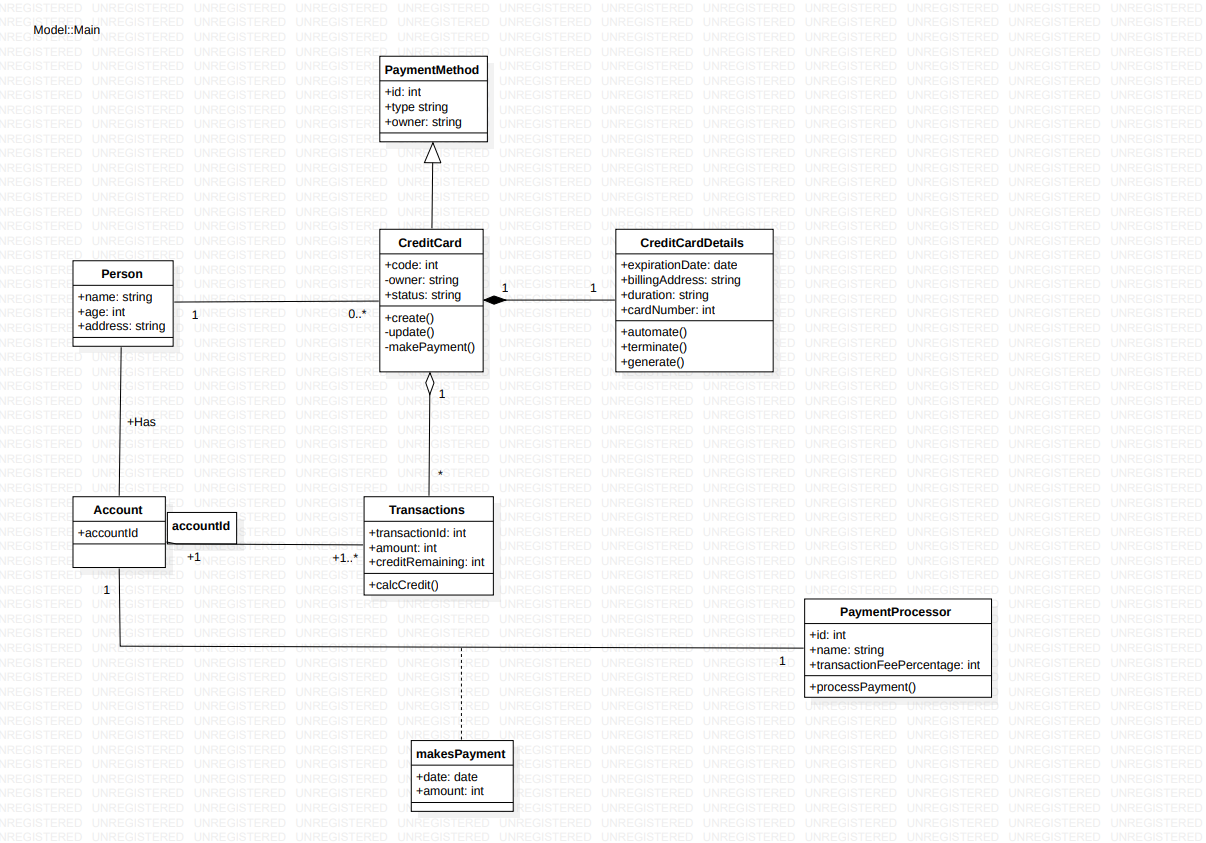 Model::Main
PaymentMethod
+id: int
+type string
+owner: string
CreditCard
+code: int
-owner: string
+status: string
+create()
-update()
-makePayment()
CreditCardDetails
+expirationDate: date
+billingAddress: string
+duration: string
+cardNumber: int
+automate()
+terminate()
+generate()
Person
+name: string
+age: int
+address: string
1
0..*
1
1
1
*
+Has
Account
+accountId
accountId
+1
+1..*
Transactions
+transactionId: int
+amount: int
+creditRemaining: int
+calcCredit()
1
1
PaymentProcessor
+id: int
+name: string
+transactionFeePercentage: int
+processPayment()
makesPayment
+date: date
+amount: int
UNREGISTERED